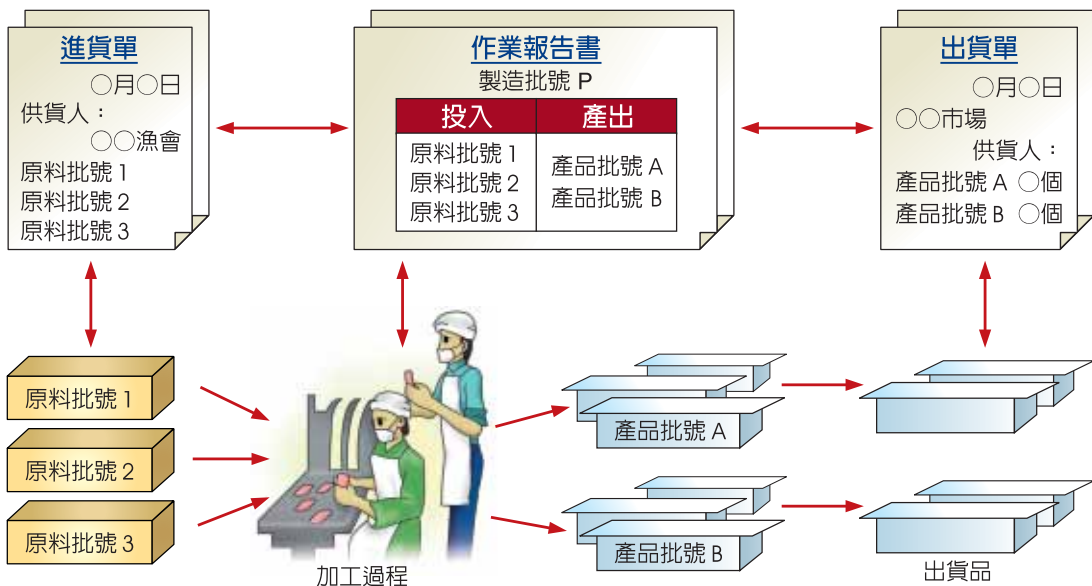 進貨單
○月○日
供貨人：
○○漁會
原料批號 1
原料批號 2
原料批號 3
作業報告書
製造批號 P
投入
產出
原料批號 1
原料批號 2
原料批號 3
產品批號 A
產品批號 B
出貨單
○月○日
○○市場
供貨人：
產品批號 A ○個
產品批號 B ○個
原料批號 1
原料批號 2
原料批號 3
加工過程
產品批號 A
產品批號 B
出貨品